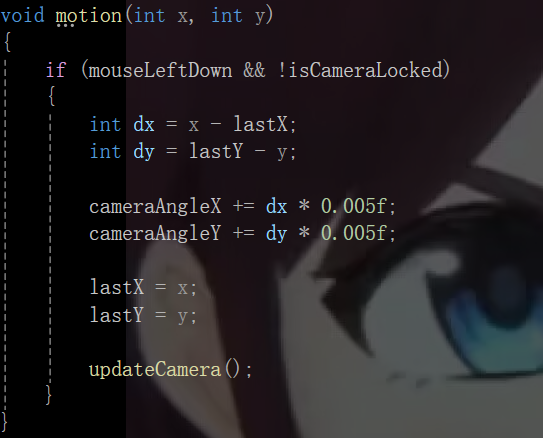 void motion(int x, int y)
{
if (mouseLeftDown && !isCameraLocked)
{
int dx = x - lastX;
int dy = lastY - y;
cameraAngleX += dx * 0.005f;
cameraAngleY += dy * 0.005f;
lastX = x;
lastY = y;
updateCamera();
}
}